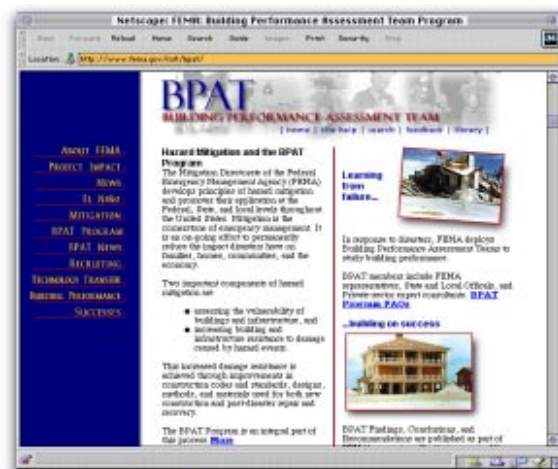 Netscape: FEMA: Building Performance Assessment Team Program
Back Forward Reload Home Search Guide Images Print Security Stop
Location: http://www.fema.gov/mit/bpat/
BPAT
BUILDING PERFORMANCE ASSESSMENT TEAM
[ home | site help | search | feedback | library ]
ABOUT FEMA
PROJECT IMPACT
NEWS
EL NIÑO
MITIGATION
BPAT PROGRAM
BPAT NEWS
RECRUITING
TECHNOLOGY TRANSFER
BUILDING PERFORMANCE
SUCCESSES
Hazard Mitigation and the BPAT
Program
The Mitigation Directorate of the Federal
Emergency Management Agency (FEMA)
develops principles of hazard mitigation
and promotes their application at the
Federal, State, and local levels throughout
the United States. Mitigation is the
cornerstone of emergency management. It
is an on-going effort to permanently
reduce the impact disasters have on
families, homes, communities, and the
economy.
Two important components of hazard
mitigation are
assessing the vulnerability of
buildings and infrastructure, and
increasing building and
infrastructure resistance to damage
caused by hazard events.
This increased damage resistance is
achieved through improvements in
construction codes and standards, designs,
methods, and materials used for both new
construction and post-disaster repair and
recovery.
The BPAT Program is an integral part of
this process. More
Learning
from
failure...
In response to disasters, FEMA deploys
Building Performance Assessment Teams to
study building performance.
BPAT members include FEMA
representatives, State and Local Officials, and
Private-sector expert consultants. BPAT
Program FAQs
...building on success
BPAT Findings, Conclusions, and
Recommendations are published as part of